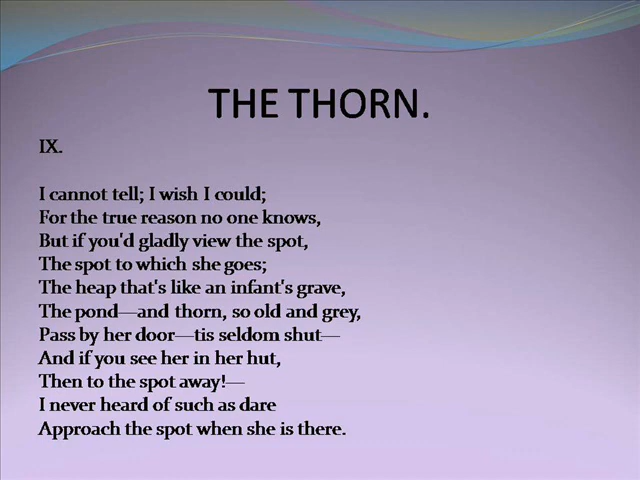 THE THORN.
IX.
I cannot tell; I wish I could;
For the true reason no one knows,
But if you'd gladly view the spot,
The spot to which she goes;
The heap that's like an infant's grave,
The pond—and thorn, so old and grey,
Pass by her door—tis seldom shut—
And if you see her in her hut,
Then to the spot away!—
I never heard of such as dare
Approach the spot when she is there.